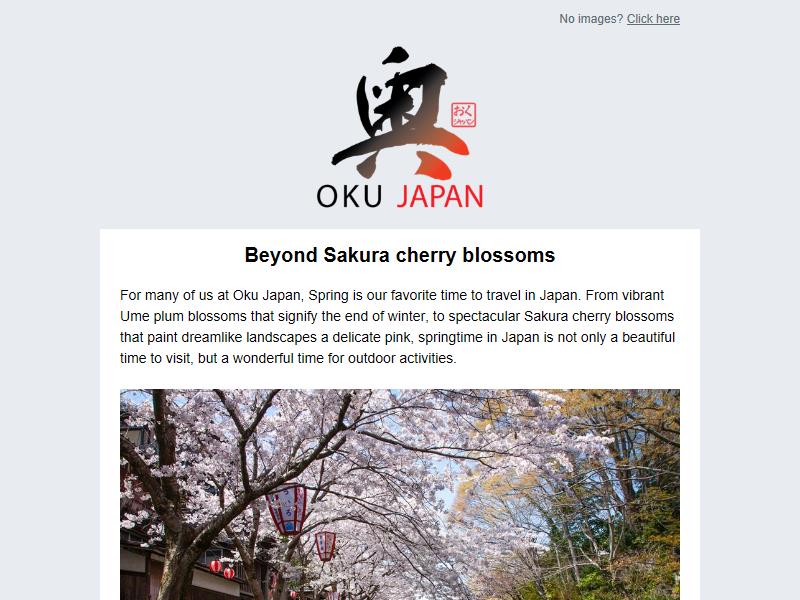 No images? Click here
奥
おく
ジャパン
OKU JAPAN
Beyond Sakura cherry blossoms
For many of us at Oku Japan, Spring is our favorite time to travel in Japan. From vibrant
Ume plum blossoms that signify the end of winter, to spectacular Sakura cherry blossoms
that paint dreamlike landscapes a delicate pink, springtime in Japan is not only a beautiful
time to visit, but a wonderful time for outdoor activities.